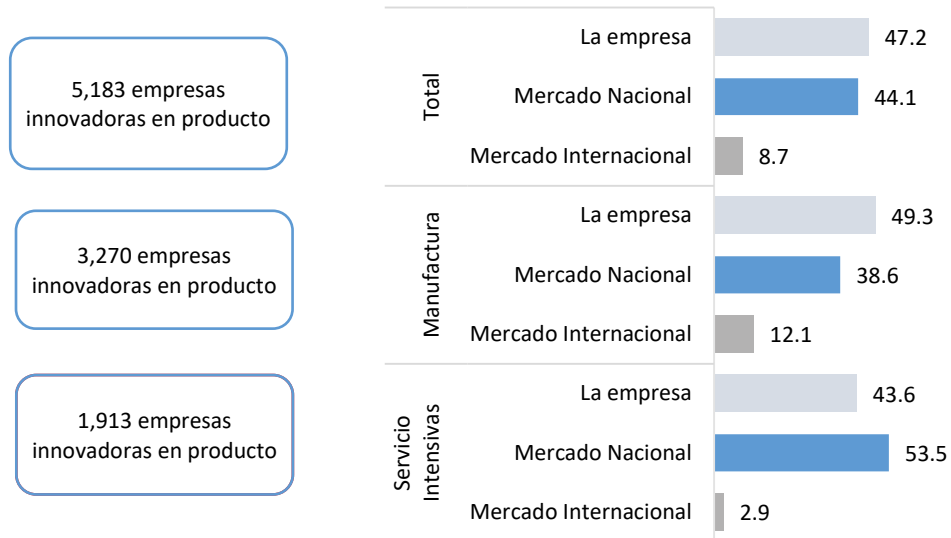 5,183 empresas
innovadoras en producto
Total
La empresa
47.2
Mercado Nacional
44.1
Mercado Internacional
8.7
3,270 empresas
innovadoras en producto
Manufactura
La empresa
49.3
Mercado Nacional
38.6
Mercado Internacional
12.1
1,913 empresas
innovadoras en producto
Servicio
Intensivas
La empresa
43.6
Mercado Nacional
53.5
Mercado Internacional
2.9